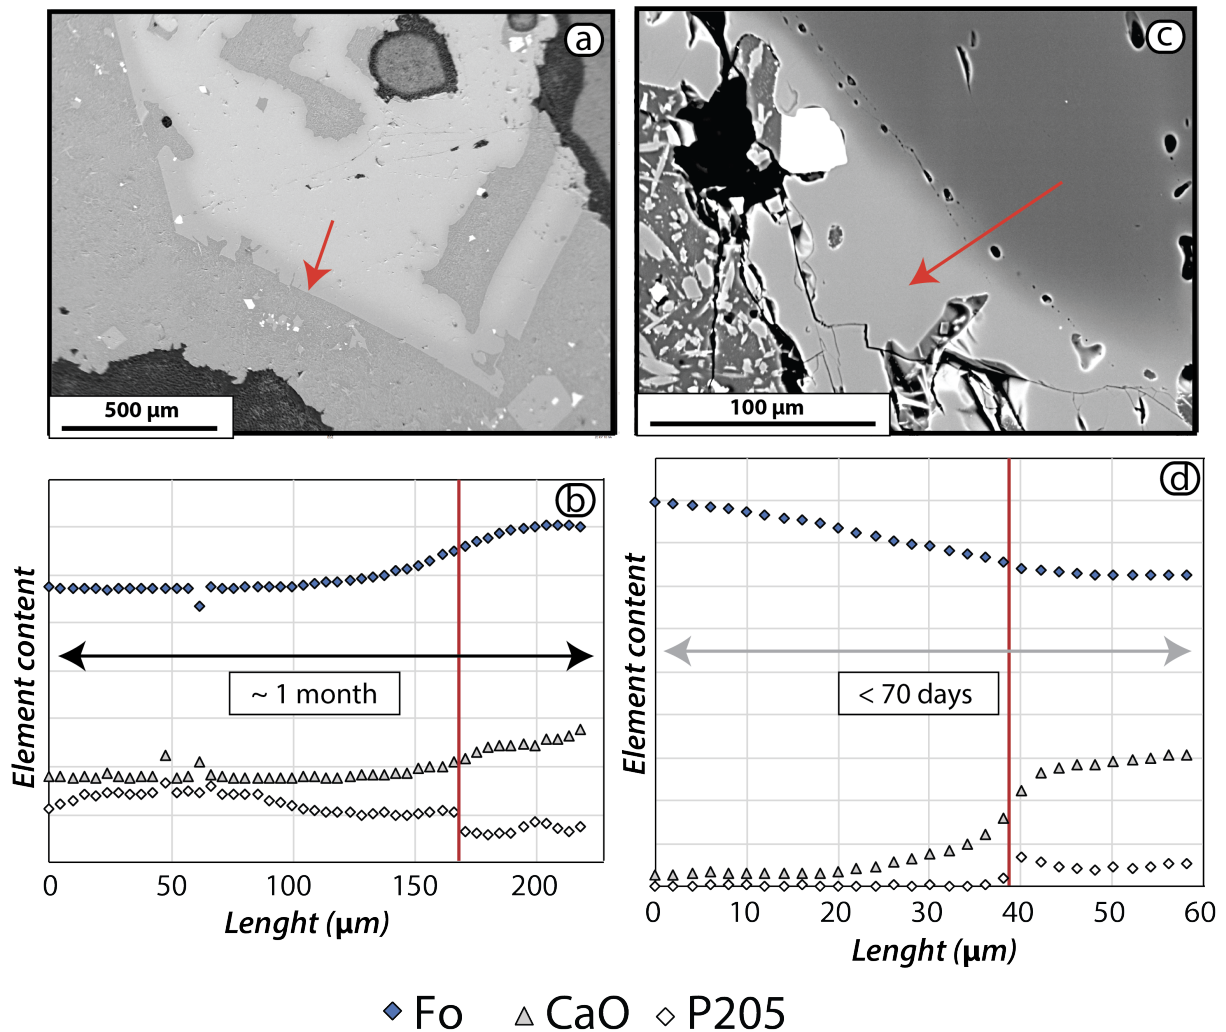 a
500 µm
c
100 µm
b
Element content
~ 1 month
0 50 100 150 200
Lenght (µm)
d
Element content
< 70 days
0 10 20 30 40 50 60
Lenght (µm)
Fo CaO P205